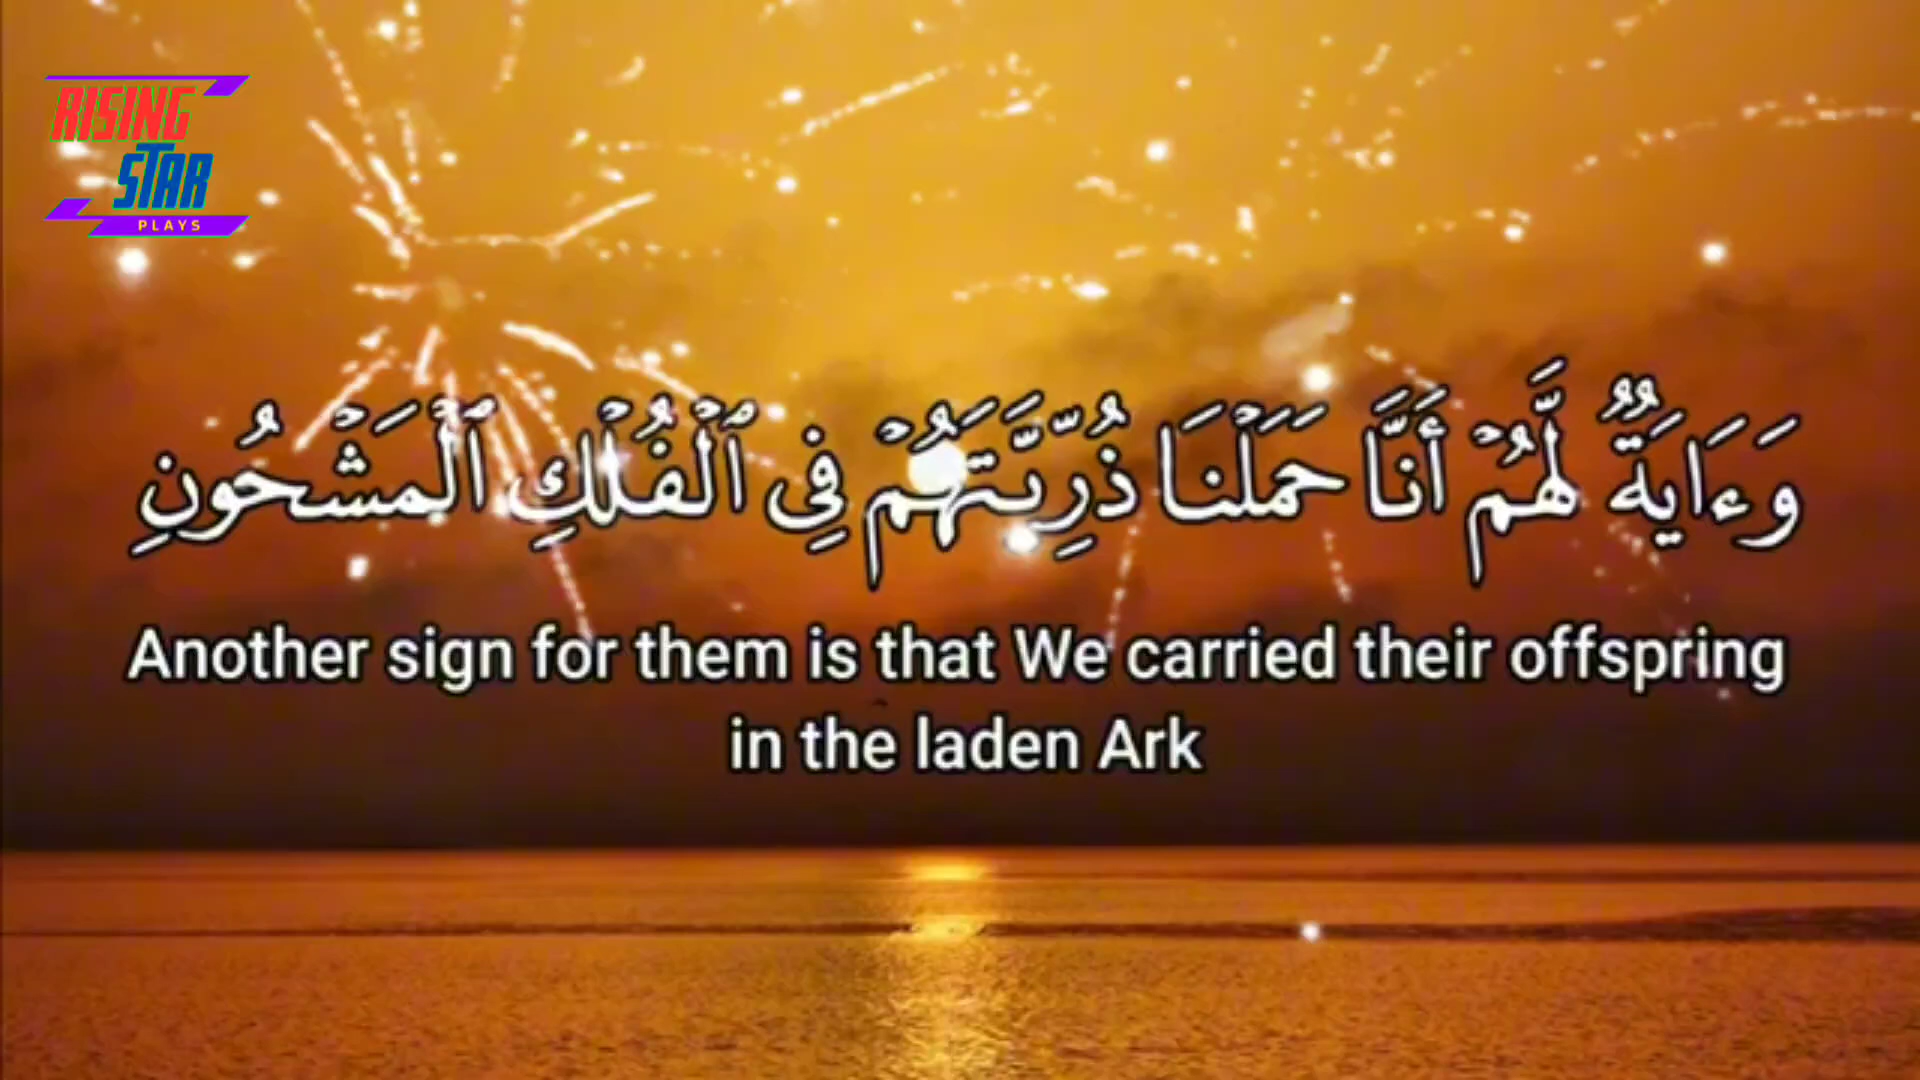 RISING
STAR
PLAYS
وَءَايَةٌ لَّهُمْ أَنَّا حَمَلْنَا ذُرِّيَّتَهُمْ فِى ٱلْفُلْكِ ٱلْمَشْحُونِ
Another sign for them is that We carried their offspring
in the laden Ark